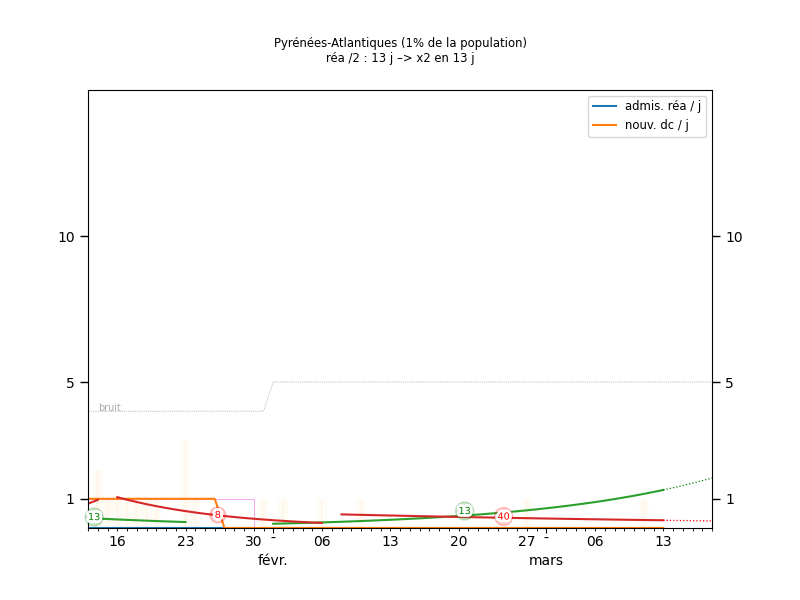 Pyrénées-Atlantiques (1% de la population)
réa /2 : 13 j –> x2 en 13 j
admis. réa / j
nouv. dc / j
10 10
5 5
bruit
1 1
13 8 13 40
16 23 30 - 06 13 20 27 - 06 13
févr. mars